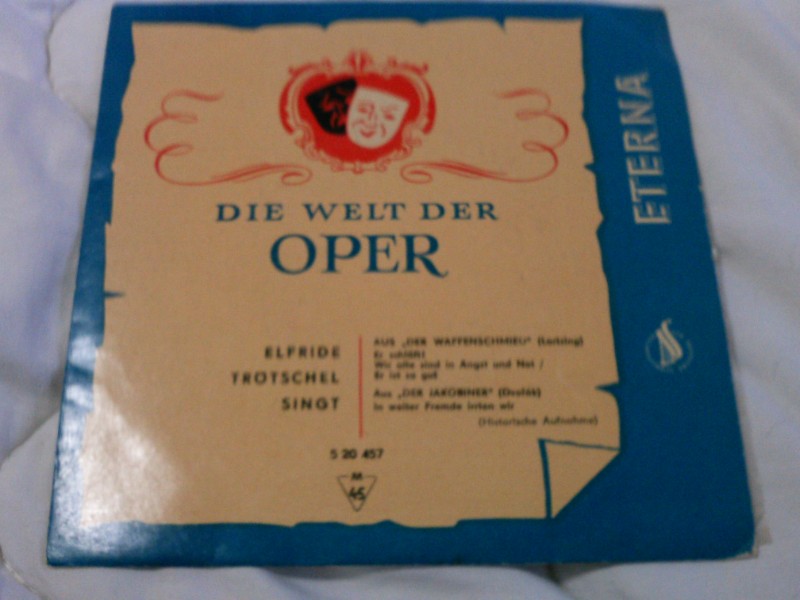 DIE WELT DER
OPER
ETERNA
ELFRIDE
TRÖTSCHEL
SINGT
AUS „DER WAFFENSCHMIED" (Lortzing)
Er schläft!
Wir alle sind in Angst und Not /
Er ist so gut
Aus „DER JAKOBINER" (Dvořák)
In weiter Fremde irrten wir
(Historische Aufnahme)
5 20 457
M
45